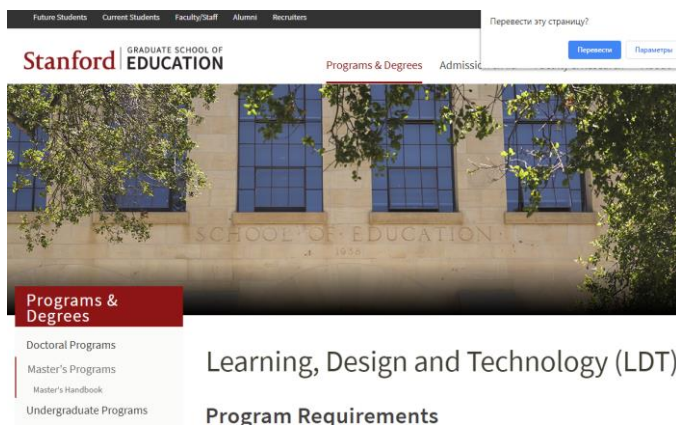 Future Students Current Students Faculty/Staff Alumni Recruiters
Перевести эту страницу?
Перевести Параметры
Stanford GRADUATE SCHOOL OF EDUCATION
Programs & Degrees
SCHOOL·OF·EDUCATION
1938
Programs &
Degrees
Doctoral Programs
Master's Programs
Master's Handbook
Undergraduate Programs
Learning, Design and Technology (LDT)
Program Requirements